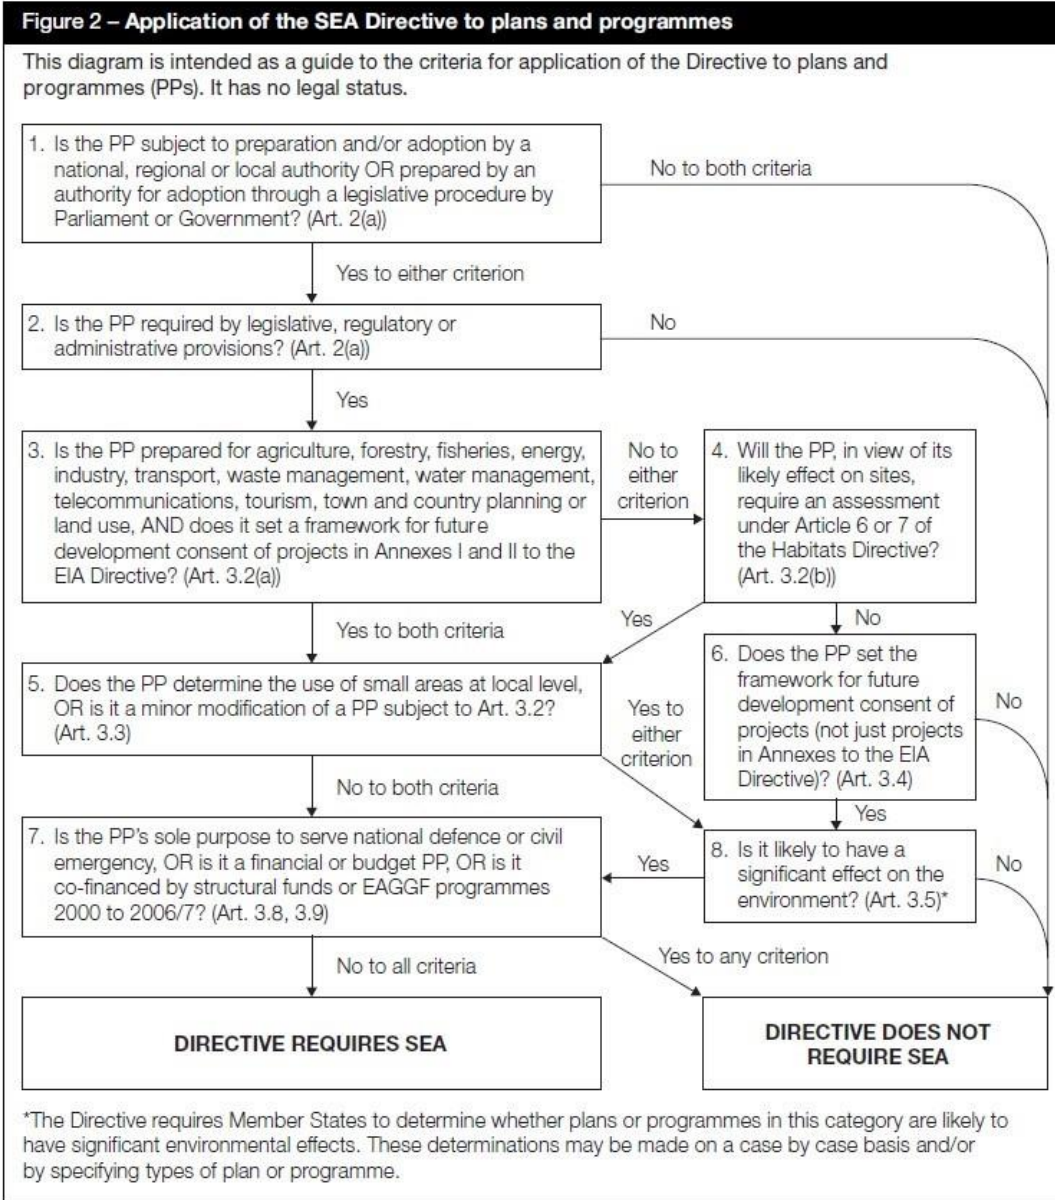 Figure 2 – Application of the SEA Directive to plans and programmes
This diagram is intended as a guide to the criteria for application of the Directive to plans and
programmes (PPs). It has no legal status.
1. Is the PP subject to preparation and/or adoption by a
national, regional or local authority OR prepared by an
authority for adoption through a legislative procedure by
Parliament or Government? (Art. 2(a))
No to both criteria
Yes to either criterion
2. Is the PP required by legislative, regulatory or
administrative provisions? (Art. 2(a))
No
Yes
3. Is the PP prepared for agriculture, forestry, fisheries, energy,
industry, transport, waste management, water management,
telecommunications, tourism, town and country planning or
land use, AND does it set a framework for future
development consent of projects in Annexes I and II to the
EIA Directive? (Art. 3.2(a))
No to
either
criterion
4. Will the PP, in view of its
likely effect on sites,
require an assessment
under Article 6 or 7 of
the Habitats Directive?
(Art. 3.2(b))
Yes to both criteria
Yes
No
5. Does the PP determine the use of small areas at local level,
OR is it a minor modification of a PP subject to Art. 3.2?
(Art. 3.3)
Yes to
either
criterion
6. Does the PP set the
framework for future
development consent of
projects (not just projects
in Annexes to the EIA
Directive)? (Art. 3.4)
No
No to both criteria
Yes
7. Is the PP's sole purpose to serve national defence or civil
emergency, OR is it a financial or budget PP, OR is it
co-financed by structural funds or EAGGF programmes
2000 to 2006/7? (Art. 3.8, 3.9)
Yes
8. Is it likely to have a
significant effect on the
environment? (Art. 3.5)*
No
No to all criteria
Yes to any criterion
DIRECTIVE REQUIRES SEA
DIRECTIVE DOES NOT
REQUIRE SEA
*The Directive requires Member States to determine whether plans or programmes in this category are likely to
have significant environmental effects. These determinations may be made on a case by case basis and/or
by specifying types of plan or programme.